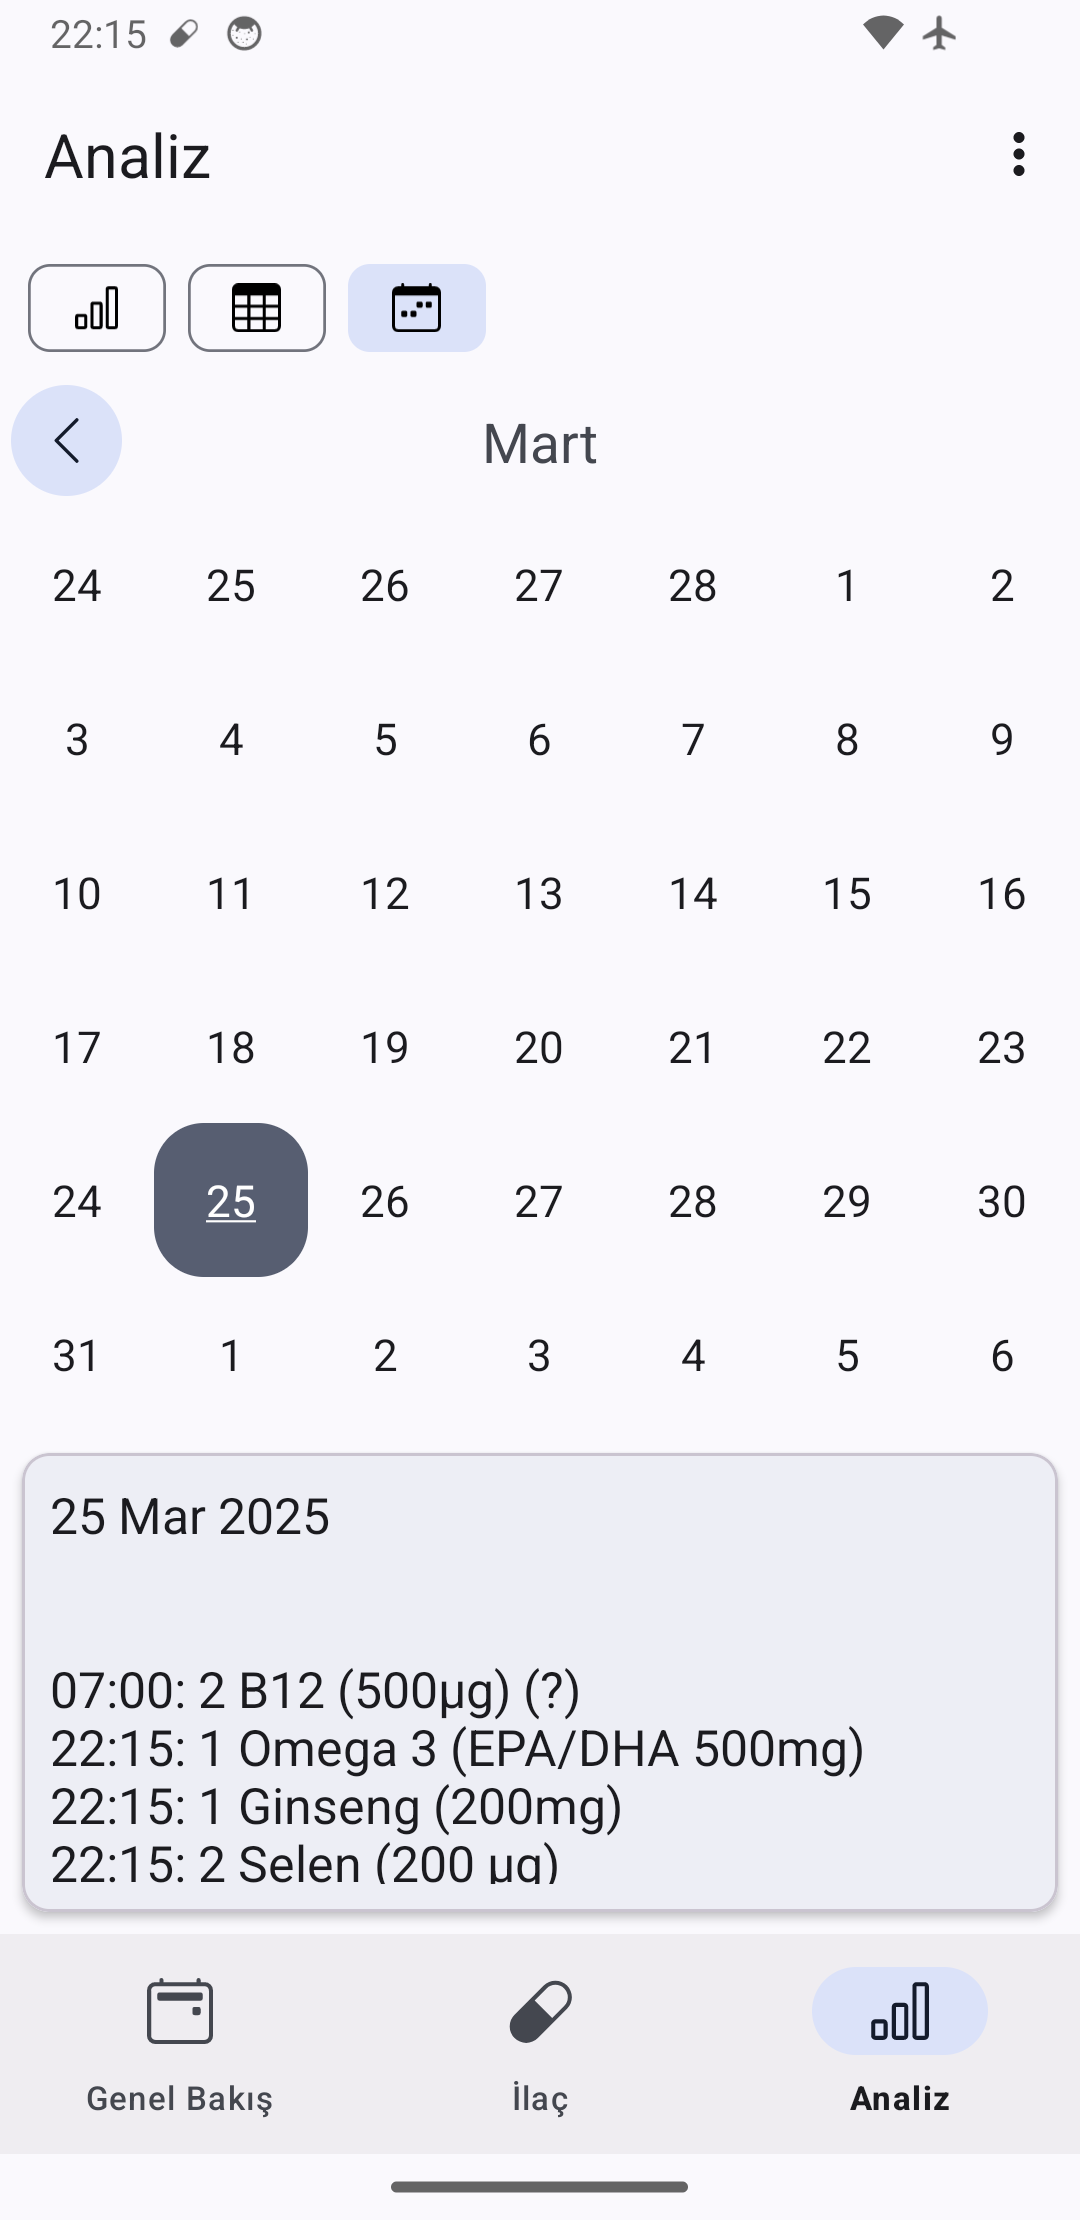 22:15
Analiz
Mart
24 25 26 27 28 1 2
3 4 5 6 7 8 9
10 11 12 13 14 15 16
17 18 19 20 21 22 23
24 25 26 27 28 29 30
31 1 2 3 4 5 6
25 Mar 2025
07:00: 2 B12 (500µg) (?)
22:15: 1 Omega 3 (EPA/DHA 500mg)
22:15: 1 Ginseng (200mg)
22:15: 2 Selen (200 µg)
Genel Bakış İlaç Analiz